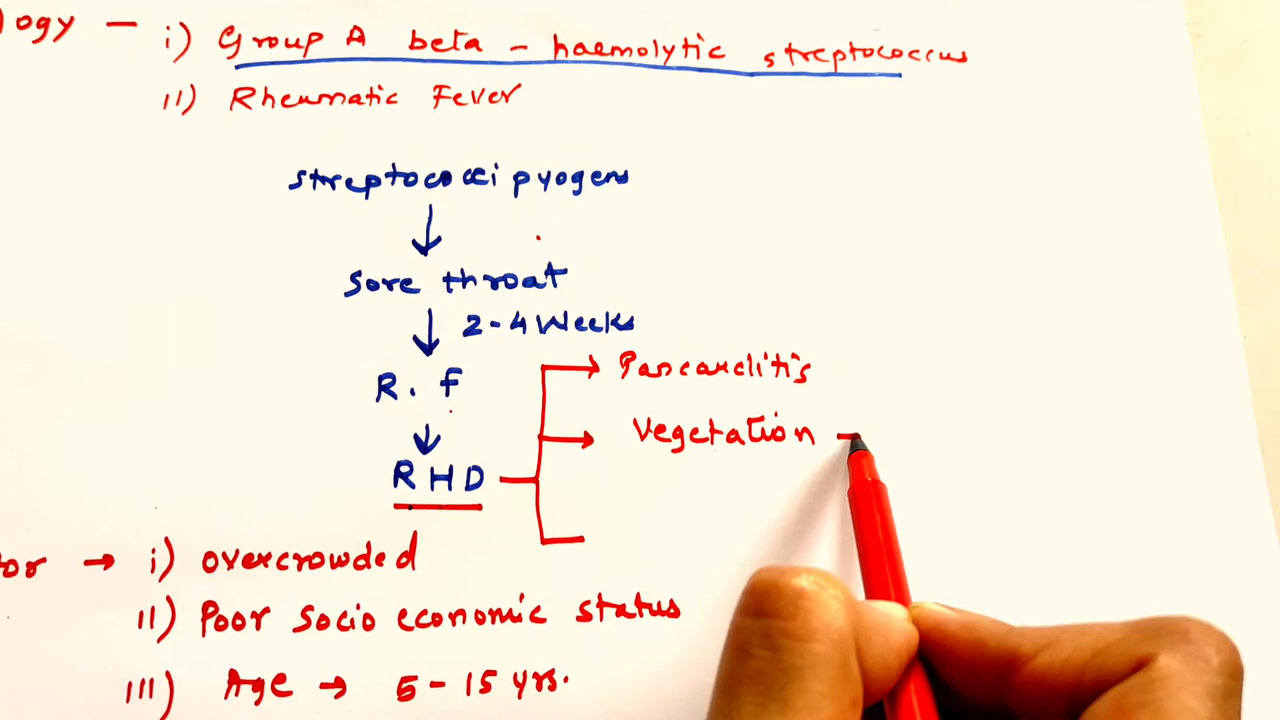 ogy - i) Group A beta - haemolytic streptococcus
ii) Rheumatic Fever
streptococci pyogens
↓
Sore throat
↓ 2-4 Weeks
R. f → Pancarditis
↓ → Vegetation -
RHD
tor → i) overcrowded
ii) Poor Socio economic status
iii) Age → 5-15 yrs.